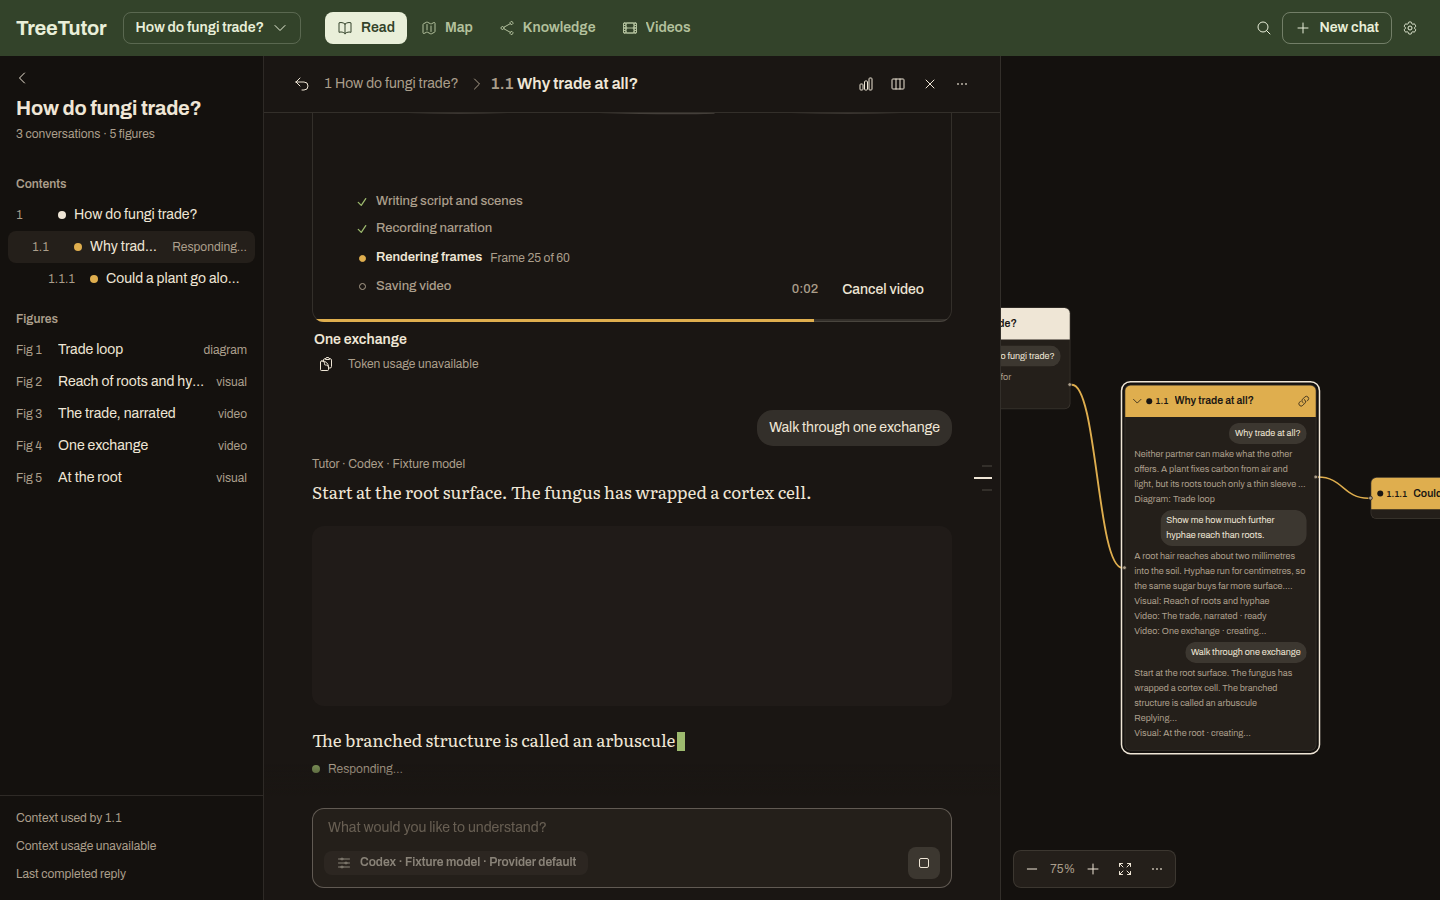 TreeTutor
How do fungi trade?
Read
Map
Knowledge
Videos
New chat
How do fungi trade?
3 conversations · 5 figures
Contents
1 How do fungi trade?
1.1 Why trad... Responding...
1.1.1 Could a plant go alo...
Figures
Fig 1 Trade loop diagram
Fig 2 Reach of roots and hy... visual
Fig 3 The trade, narrated video
Fig 4 One exchange video
Fig 5 At the root visual
Context used by 1.1
Context usage unavailable
Last completed reply
1 How do fungi trade?
1.1 Why trade at all?
Writing script and scenes
Recording narration
Rendering frames Frame 25 of 60
Saving video
0:02 Cancel video
One exchange
Token usage unavailable
Walk through one exchange
Tutor · Codex · Fixture model
Start at the root surface. The fungus has wrapped a cortex cell.
The branched structure is called an arbuscule
Responding...
What would you like to understand?
Codex · Fixture model · Provider default
de?
o fungi trade?
for
1.1 Why trade at all?
Why trade at all?
Neither partner can make what the other
offers. A plant fixes carbon from air and
light, but its roots touch only a thin sleeve ...
Diagram: Trade loop
Show me how much further
hyphae reach than roots.
A root hair reaches about two millimetres
into the soil. Hyphae run for centimetres, so
the same sugar buys far more surface....
Visual: Reach of roots and hyphae
Video: The trade, narrated · ready
Video: One exchange · creating...
Walk through one exchange
Start at the root surface. The fungus has
wrapped a cortex cell. The branched
structure is called an arbuscule
Replying...
Visual: At the root · creating...
1.1.1 Could
75%